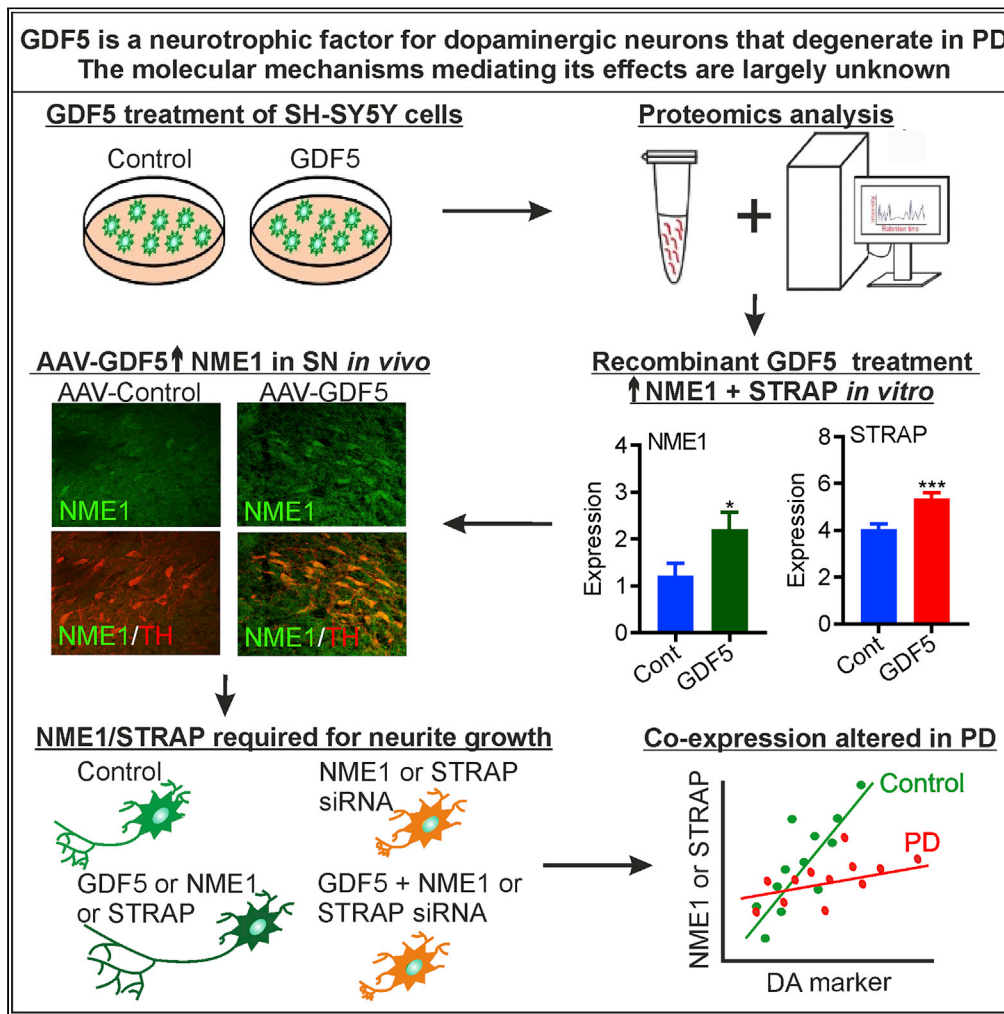 GDF5 is a neurotrophic factor for dopaminergic neurons that degenerate in PD
The molecular mechanisms mediating its effects are largely unknown
GDF5 treatment of SH-SY5Y cells
Control
GDF5
Proteomics analysis
Intensity
Retention time
Recombinant GDF5 treatment
↑NME1 + STRAP in vitro
NME1
Expression
4
3
2
1
0
*
Cont
GDF5
STRAP
Expression
8
6
4
2
0
***
Cont
GDF5
AAV-GDF5↑ NME1 in SN in vivo
AAV-Control
AAV-GDF5
NME1
NME1
NME1/TH
NME1/TH
NME1/STRAP required for neurite growth
Control
NME1 or STRAP
siRNA
GDF5 or NME1
or STRAP
GDF5 + NME1 or
STRAP siRNA
Co-expression altered in PD
NME1 or STRAP
Control
PD
DA marker